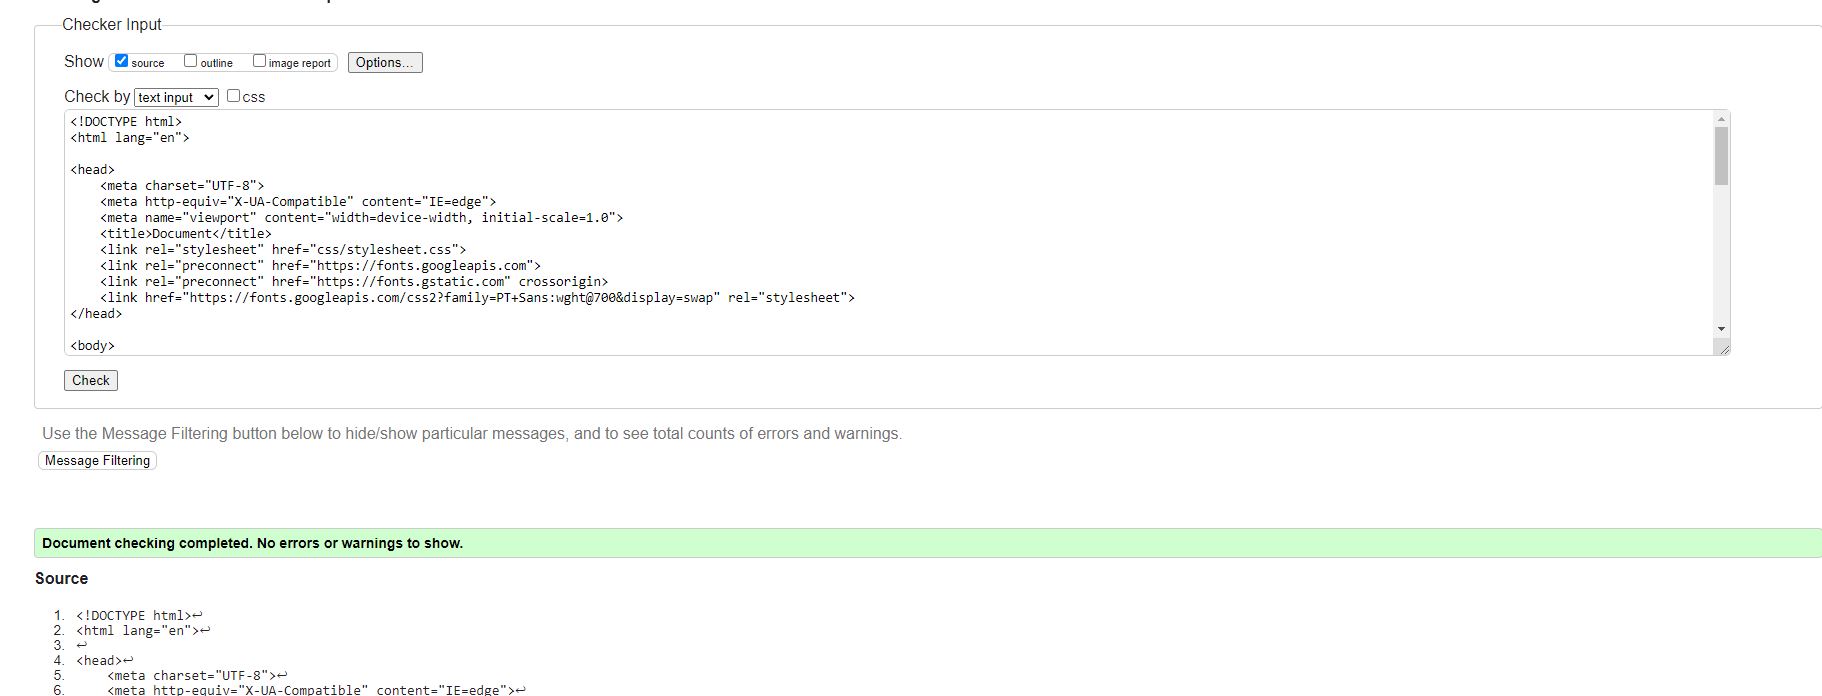 Checker Input
Show source outline image report Options...
Check by text input css
<!DOCTYPE html>
<html lang="en">
<head>
<meta charset="UTF-8">
<meta http-equiv="X-UA-Compatible" content="IE=edge">
<meta name="viewport" content="width=device-width, initial-scale=1.0">
<title>Document</title>
<link rel="stylesheet" href="css/stylesheet.css">
<link rel="preconnect" href="https://fonts.googleapis.com">
<link rel="preconnect" href="https://fonts.gstatic.com" crossorigin>
<link href="https://fonts.googleapis.com/css2?family=PT+Sans:wght@700&display=swap" rel="stylesheet">
</head>
<body>
Check
Use the Message Filtering button below to hide/show particular messages, and to see total counts of errors and warnings.
Message Filtering
Document checking completed. No errors or warnings to show.
Source
1. <!DOCTYPE html>↩
2. <html lang="en">↩
3. ↩
4. <head>↩
5. <meta charset="UTF-8">↩
6. <meta http-equiv="X-UA-Compatible" content="IE=edge">↩